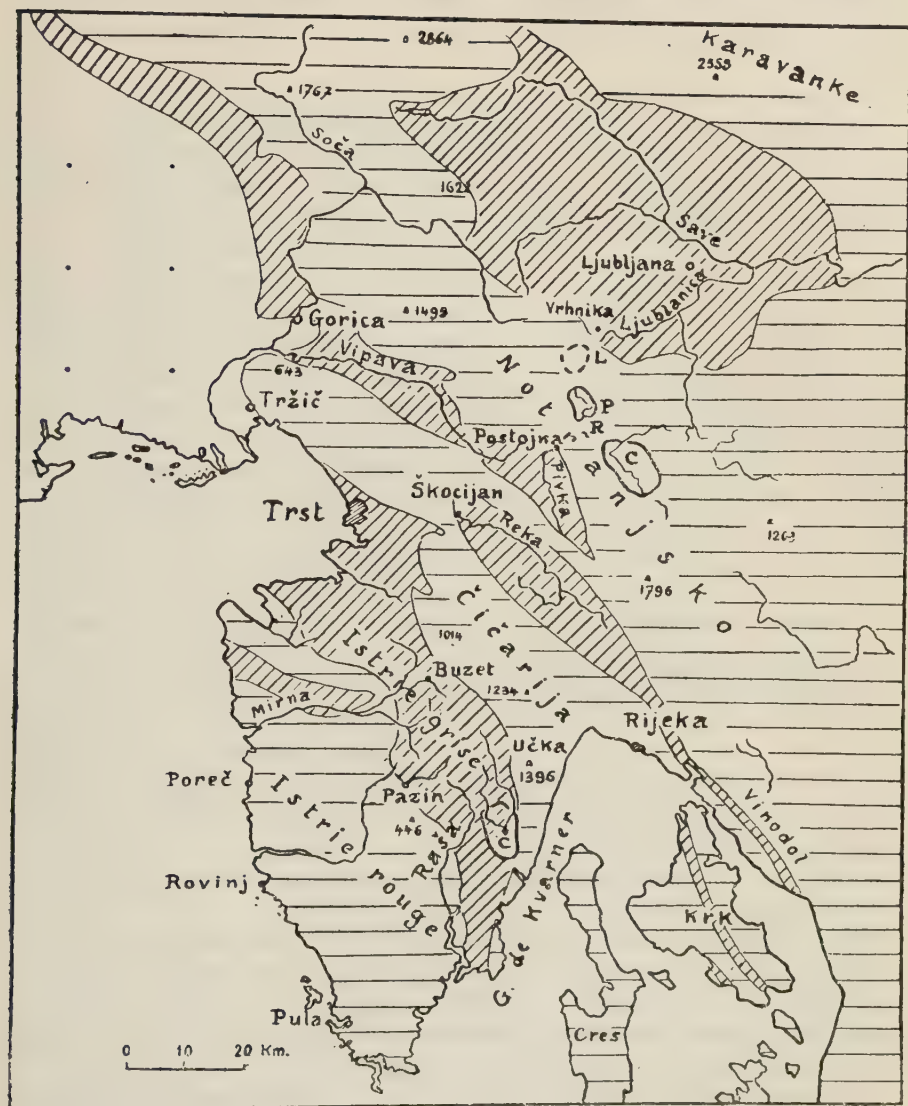 Karavanke
2864
2559
1767
Soča
1622
Save
Ljubljana
Ljublanica
Vrhnika
1499
Gorica
Vipava
643
L
Notranjsko
P
R
Tržič
Postojna
C
Pivka
Škocijan
Trst
Reka
1263
1796
Čičarija
1014
Istrie grise
Buzet
1234
Mirna
Rijeka
Učka
1396
Poreč
Istrie rouge
Pazin
446
Raša
Č
Vinodol
Rovinj
G. de Kvarner
Krk
Pula
Cres
0 10 20 Km.